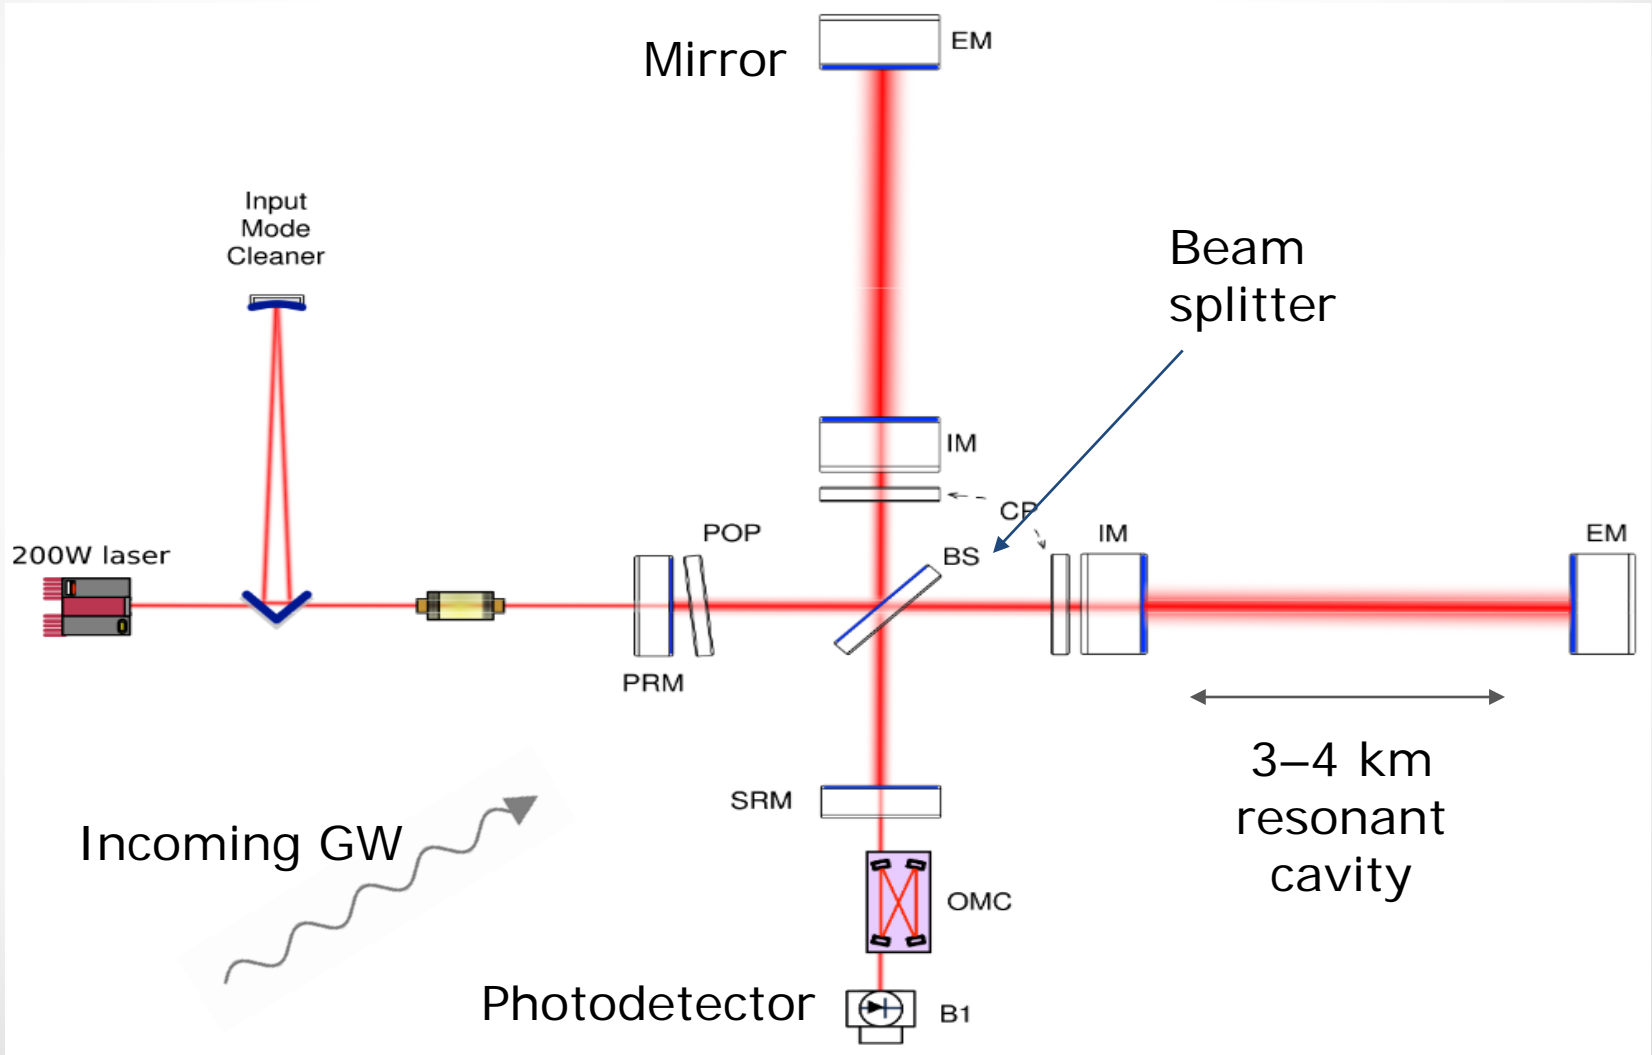 Mirror
EM
Input
Mode
Cleaner
Beam
splitter
IM
CP
POP
BS
IM
EM
200W laser
PRM
3–4 km
resonant
cavity
SRM
Incoming GW
OMC
Photodetector
B1